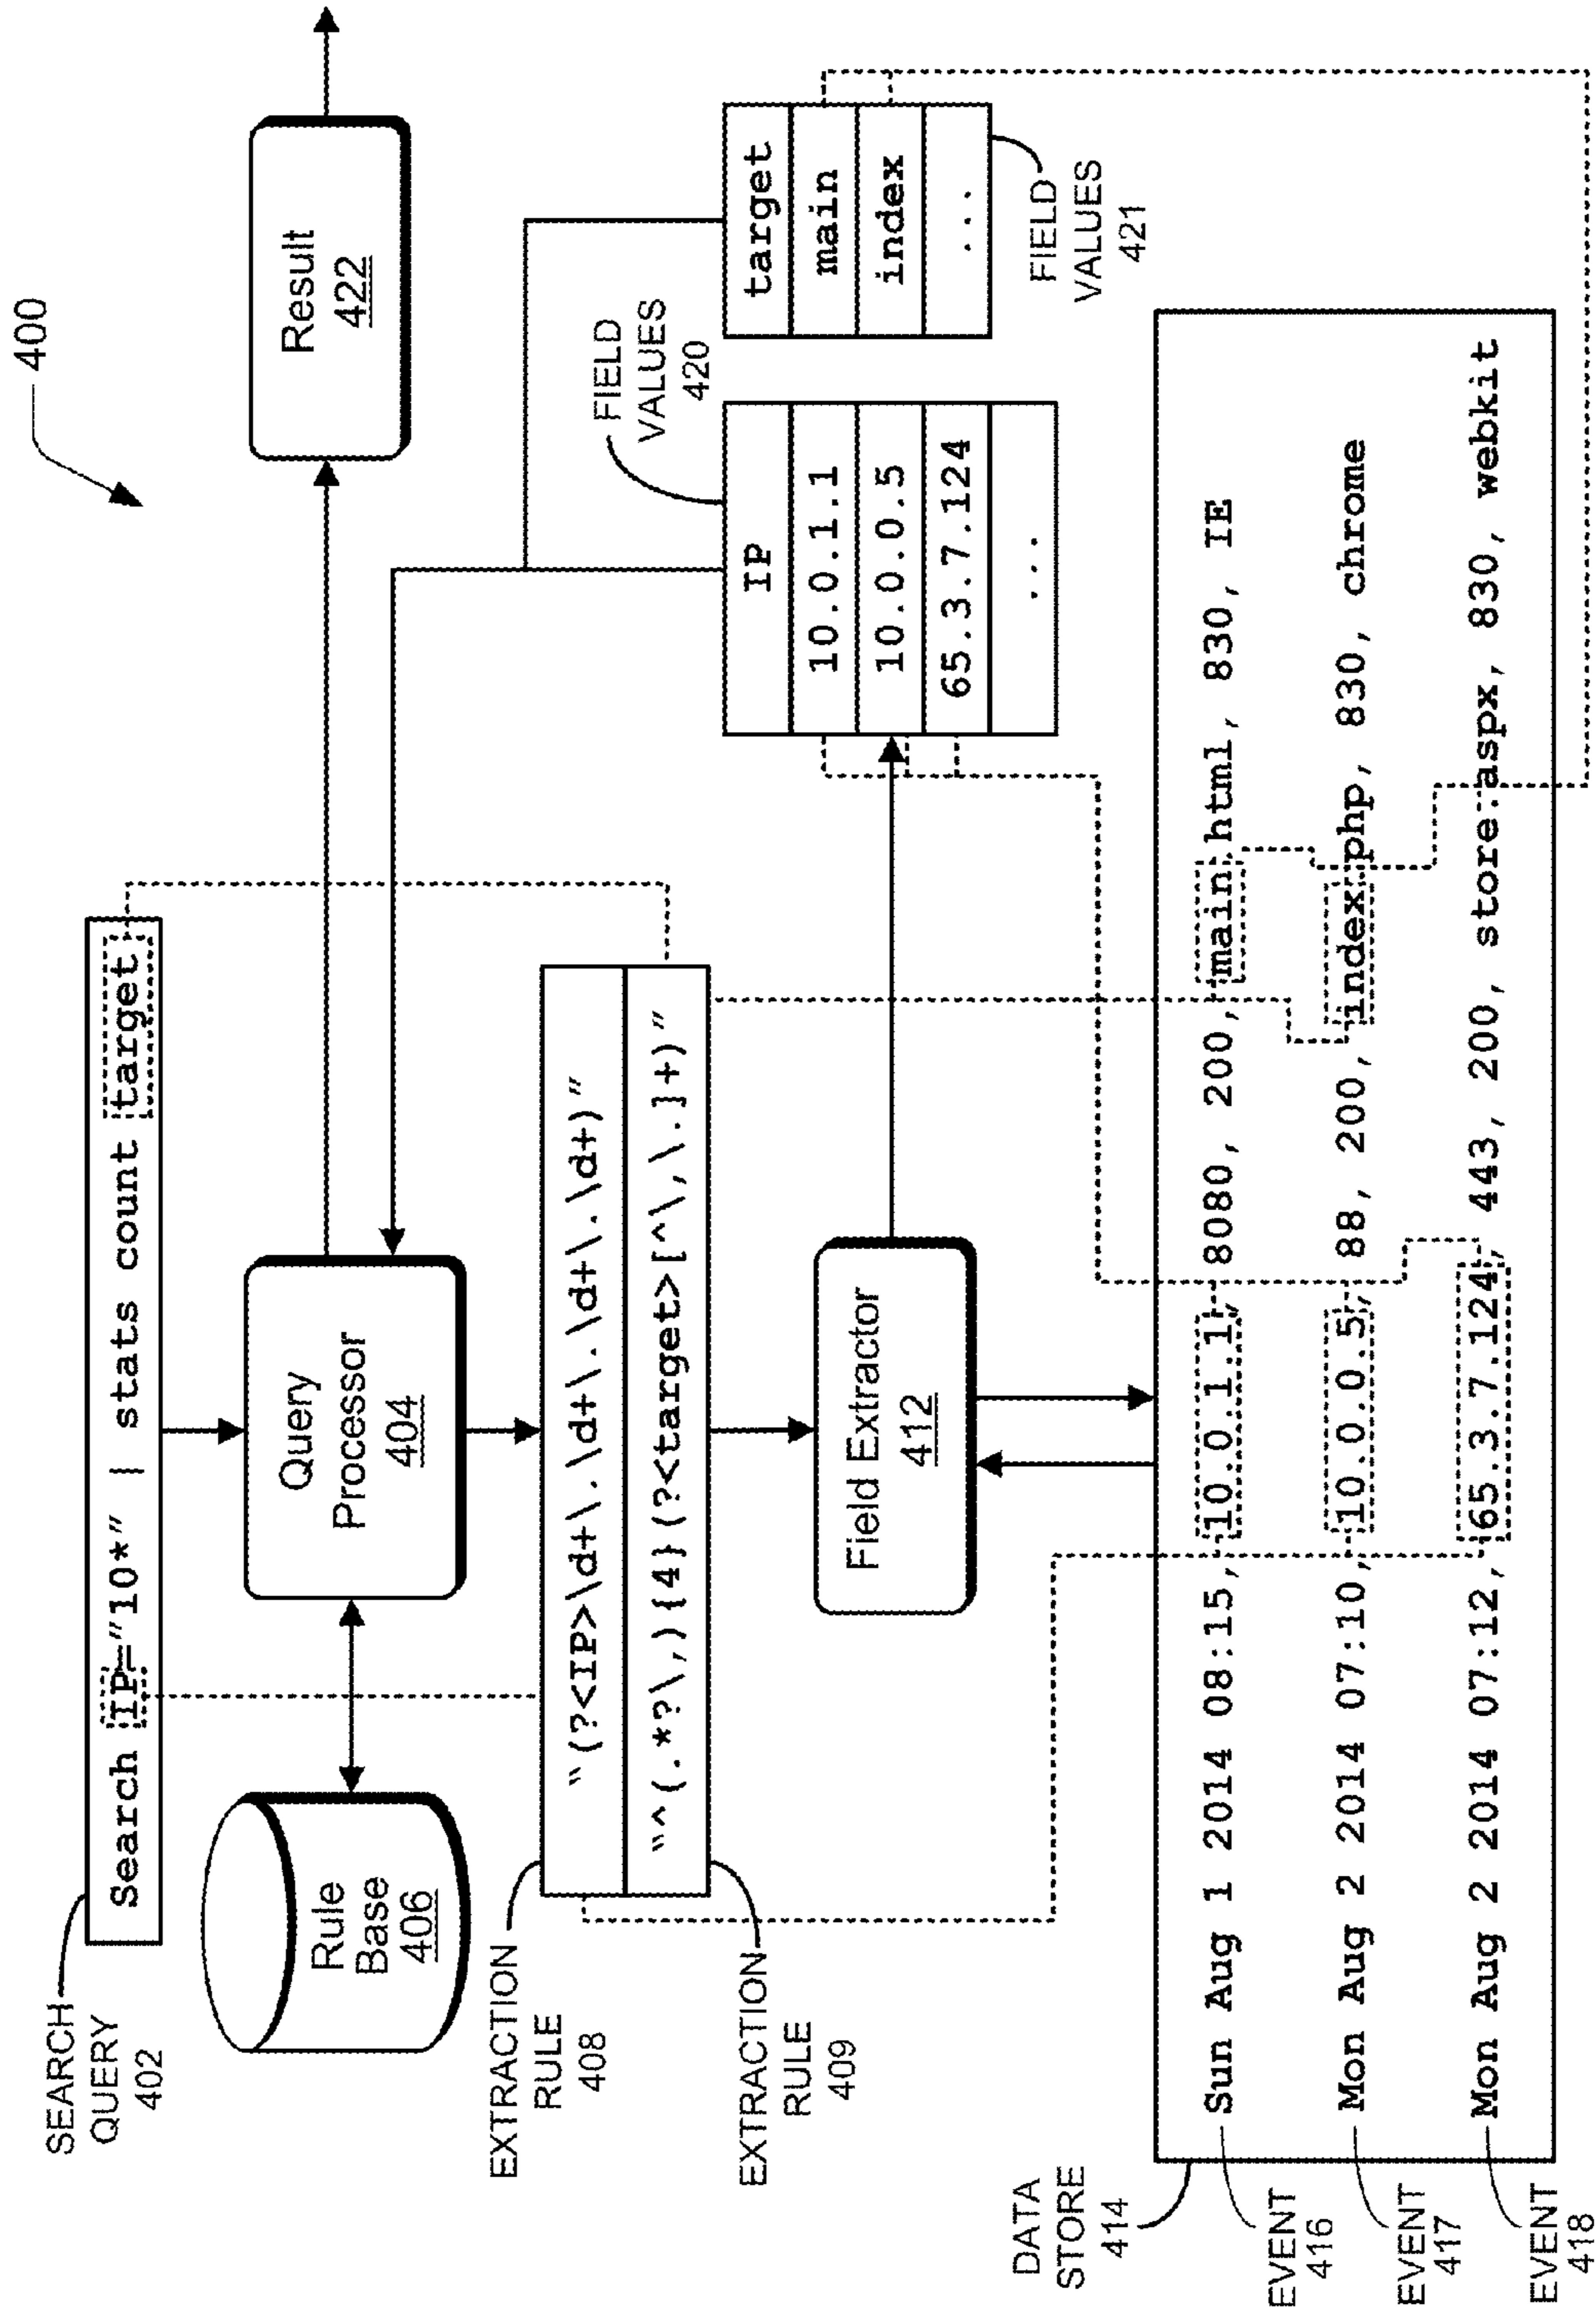 400
SEARCH
QUERY
402
Search IP="10*" | stats count target
Rule
Base
406
Query
Processor
404
Result
422
EXTRACTION
RULE
408
"(?<IP>\d+\.\d+\.\d+\.\d+)"
"^(.*?\,){4}(?<target>[^\,\.]+)"
EXTRACTION
RULE
409
Field Extractor
412
FIELD
VALUES
420
IP
10.0.1.1
10.0.0.5
65.3.7.124
...
target
main
index
...
FIELD
VALUES
421
DATA
STORE
414
EVENT
416
Sun Aug 1 2014 08:15, 10.0.1.1, 8080, 200, main.html, 830, IE
EVENT
417
Mon Aug 2 2014 07:10, 10.0.0.5, 88, 200, index.php, 830, chrome
EVENT
418
Mon Aug 2 2014 07:12, 65.3.7.124, 443, 200, store.aspx, 830, webkit